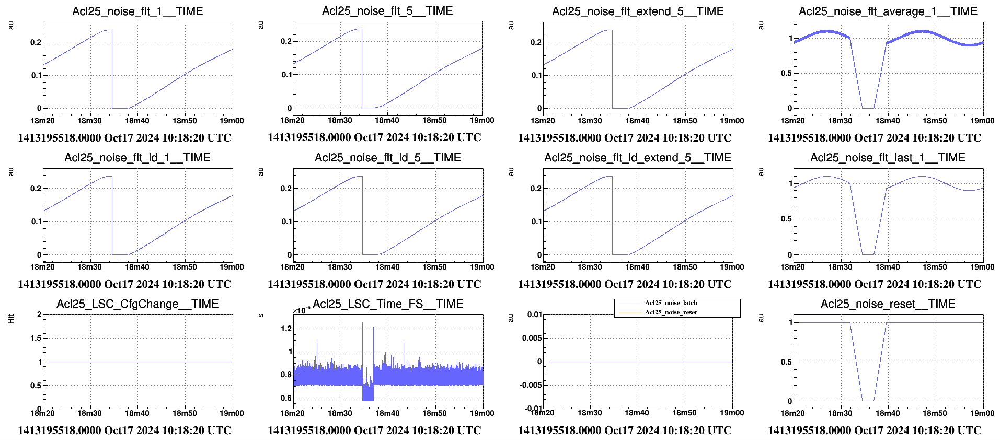 Acl25_noise_flt_1__TIME
au
0.2
0.1
0
18m20 18m30 18m40 18m50 19m00
1413195518.0000 Oct17 2024 10:18:20 UTC
Acl25_noise_flt_5__TIME
au
0.2
0.1
0
18m20 18m30 18m40 18m50 19m00
1413195518.0000 Oct17 2024 10:18:20 UTC
Acl25_noise_flt_extend_5__TIME
au
0.2
0.1
0
18m20 18m30 18m40 18m50 19m00
1413195518.0000 Oct17 2024 10:18:20 UTC
Acl25_noise_flt_average_1__TIME
au
1
0.5
0
18m20 18m30 18m40 18m50 19m00
1413195518.0000 Oct17 2024 10:18:20 UTC
Acl25_noise_flt_ld_1__TIME
au
0.2
0.1
0
18m20 18m30 18m40 18m50 19m00
1413195518.0000 Oct17 2024 10:18:20 UTC
Acl25_noise_flt_ld_5__TIME
au
0.2
0.1
0
18m20 18m30 18m40 18m50 19m00
1413195518.0000 Oct17 2024 10:18:20 UTC
Acl25_noise_flt_ld_extend_5__TIME
au
0.2
0.1
0
18m20 18m30 18m40 18m50 19m00
1413195518.0000 Oct17 2024 10:18:20 UTC
Acl25_noise_flt_last_1__TIME
au
1
0.5
0
18m20 18m30 18m40 18m50 19m00
1413195518.0000 Oct17 2024 10:18:20 UTC
Acl25_LSC_CfgChange__TIME
Hit
2
1.5
1
0.5
0
18m20 18m30 18m40 18m50 19m00
1413195518.0000 Oct17 2024 10:18:20 UTC
Acl25_LSC_Time_FS__TIME
×10-6
s
1.2
1
0.8
0.6
18m20 18m30 18m40 18m50 19m00
1413195518.0000 Oct17 2024 10:18:20 UTC
Acl25_noise_latch
Acl25_noise_reset
au
0.01
0.005
0
-0.005
-0.01
18m20 18m30 18m40 18m50 19m00
1413195518.0000 Oct17 2024 10:18:20 UTC
Acl25_noise_reset__TIME
au
1
0.5
0
18m20 18m30 18m40 18m50 19m00
1413195518.0000 Oct17 2024 10:18:20 UTC